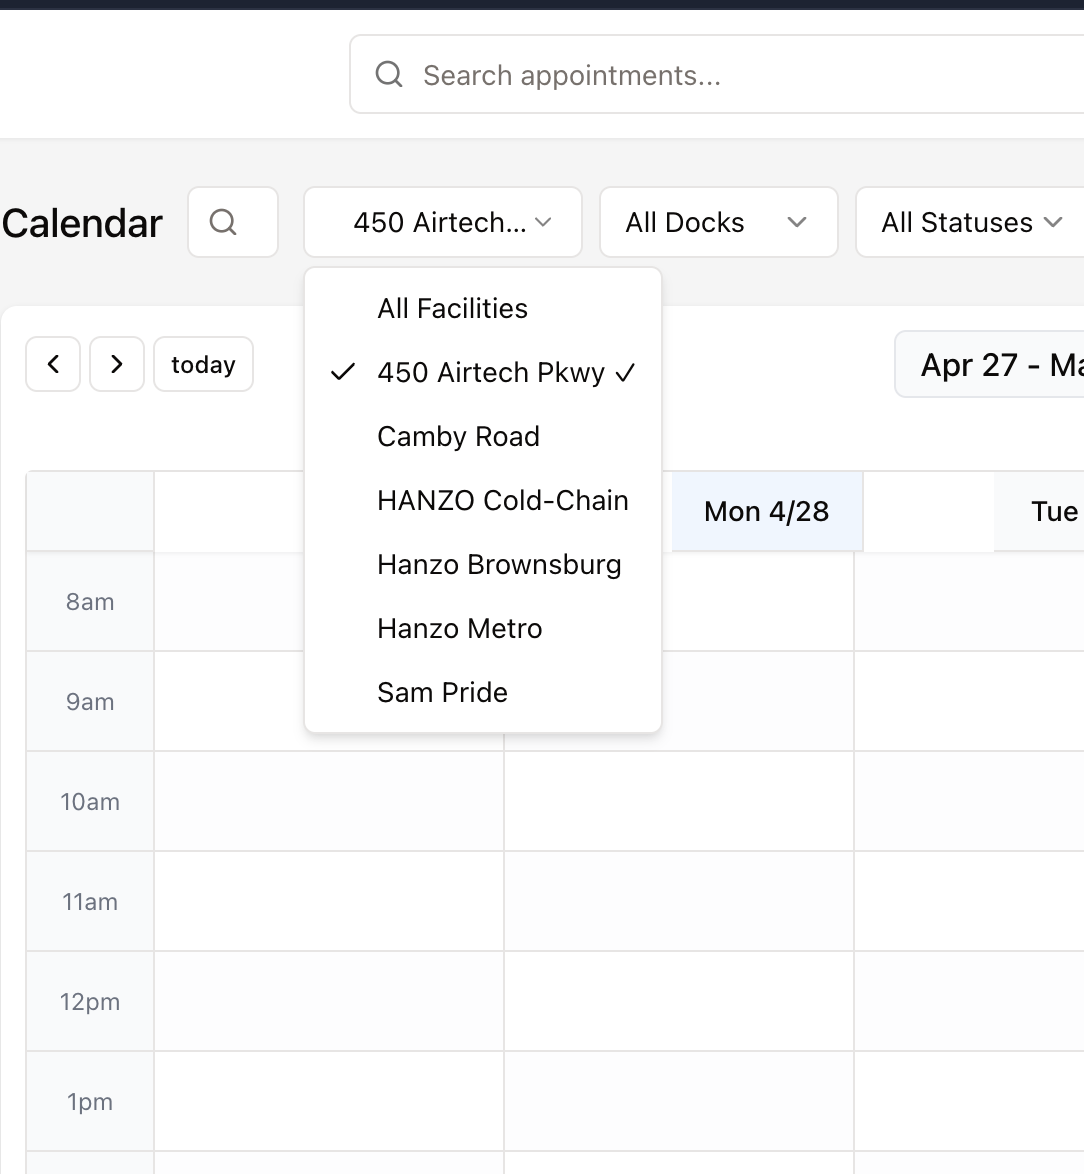 Search appointments...
Calendar
450 Airtech...
All Docks
All Statuses
All Facilities
450 Airtech Pkwy ✓
Camby Road
HANZO Cold-Chain
Hanzo Brownsburg
Hanzo Metro
Sam Pride
today
Apr 27 - Ma
Mon 4/28
Tue
8am
9am
10am
11am
12pm
1pm